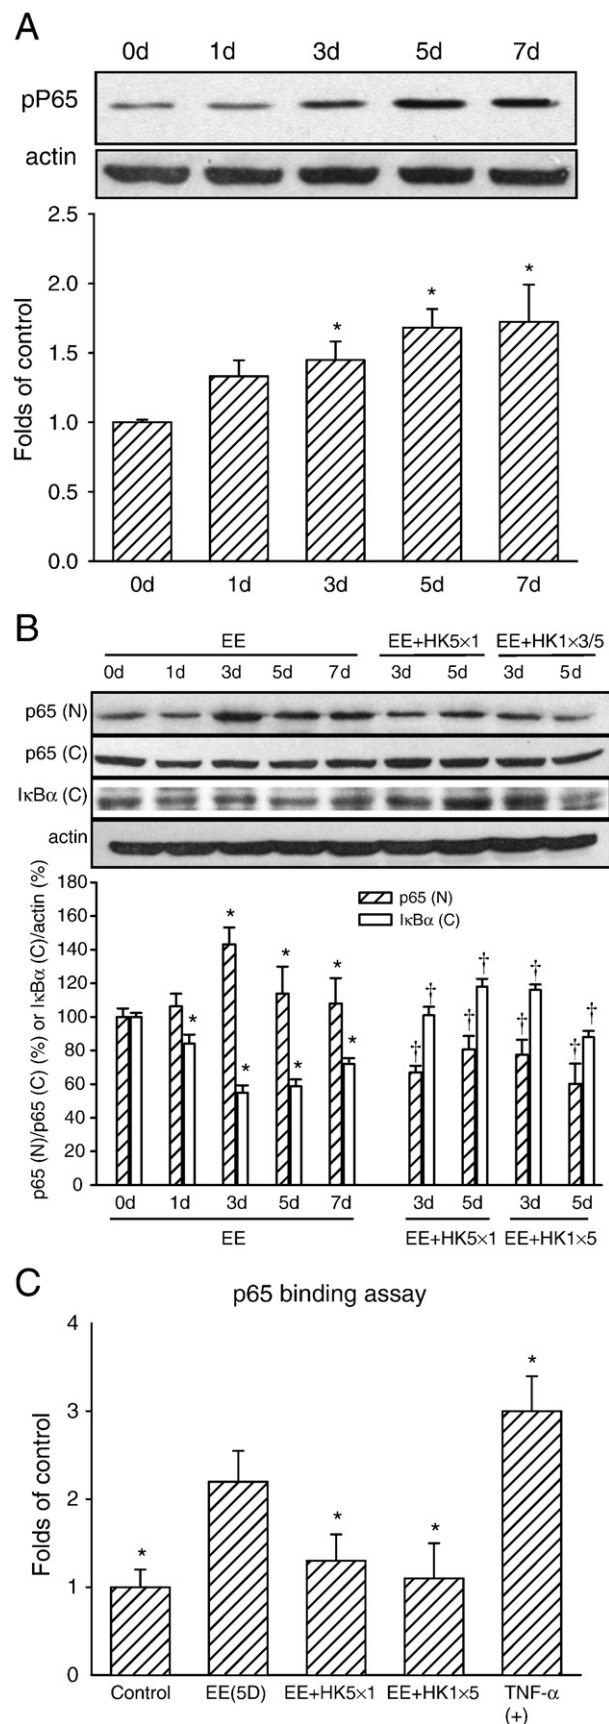 A
0d 1d 3d 5d 7d
pP65
actin
2.5
2.0
1.5
1.0
0.5
0.0
Folds of control
* * *
0d 1d 3d 5d 7d
B
EE EE+HK5×1 EE+HK1×3/5
0d 1d 3d 5d 7d 3d 5d 3d 5d
p65 (N)
p65 (C)
IκBα (C)
actin
180
160
140
120
100
80
60
40
20
0
p65 (N)/p65 (C) (%) or IκBα (C)/actin (%)
p65 (N)
IκBα (C)
* * * * * * *
† † † † † † † †
0d 1d 3d 5d 7d 3d 5d 3d 5d
EE EE+HK5×1 EE+HK1×5
C
p65 binding assay
4
3
2
1
0
Folds of control
* * * *
Control EE(5D) EE+HK5×1 EE+HK1×5 TNF-α
(+)